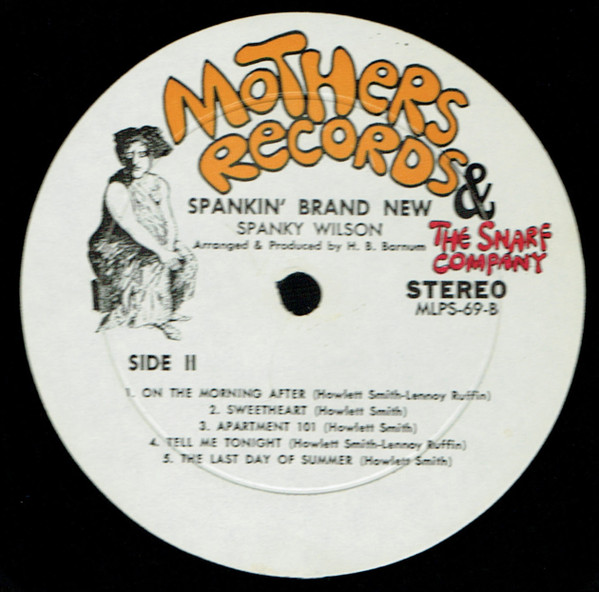 MOTHERS
RECORDS
&
THE SNARF
COMPANY
SPANKIN' BRAND NEW
SPANKY WILSON
Arranged & Produced by H. B. Barnum
STEREO
MLPS-69-B
SIDE II
1. ON THE MORNING AFTER (Howlett Smith-Lennoy Ruffin)
2. SWEETHEART (Howlett Smith)
3. APARTMENT 101 (Howlett Smith)
4. TELL ME TONIGHT (Howlett Smith-Lennoy Ruffin)
5. THE LAST DAY OF SUMMER (Howlett Smith)